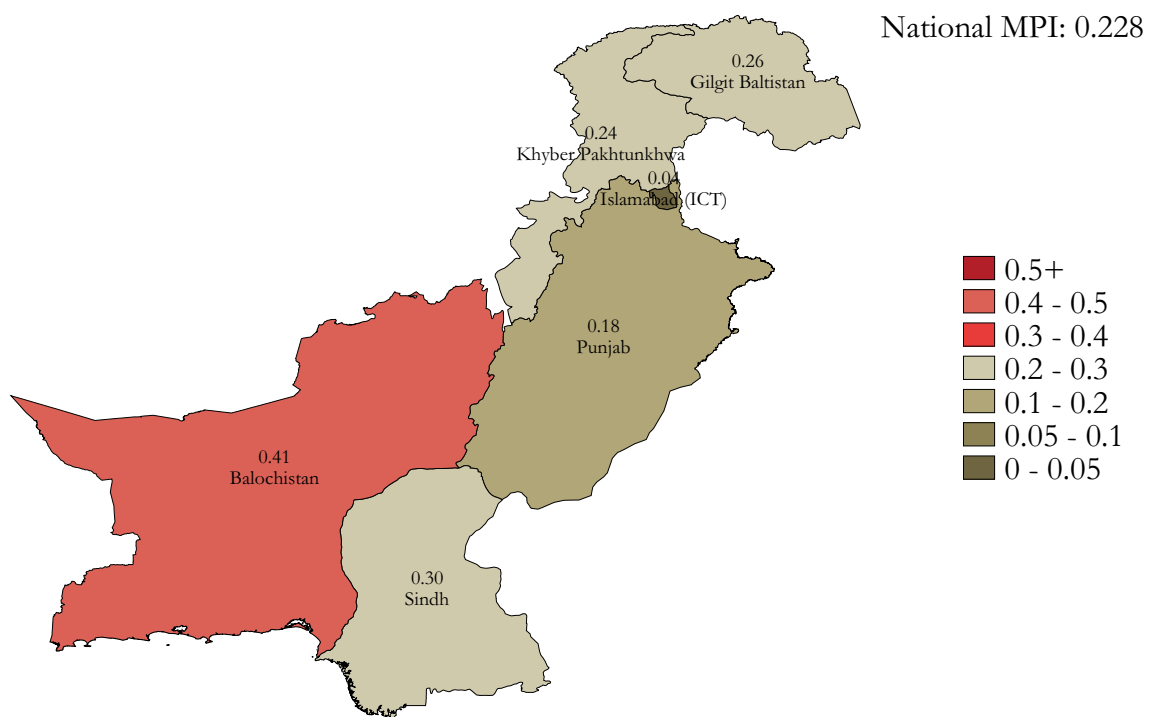 National MPI: 0.228
0.26
Gilgit Baltistan
0.24
Khyber Pakhtunkhwa
0.04
Islamabad (ICT)
0.18
Punjab
0.41
Balochistan
0.30
Sindh
0.5+
0.4 - 0.5
0.3 - 0.4
0.2 - 0.3
0.1 - 0.2
0.05 - 0.1
0 - 0.05